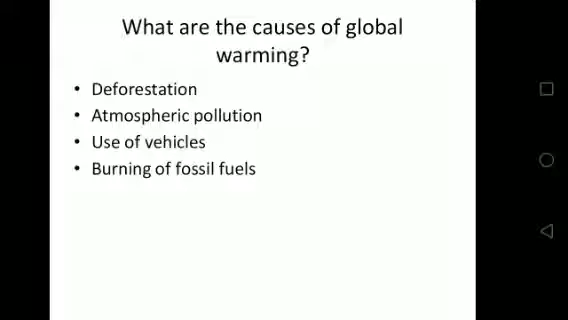 What are the causes of global
warming?
• Deforestation
• Atmospheric pollution
• Use of vehicles
• Burning of fossil fuels